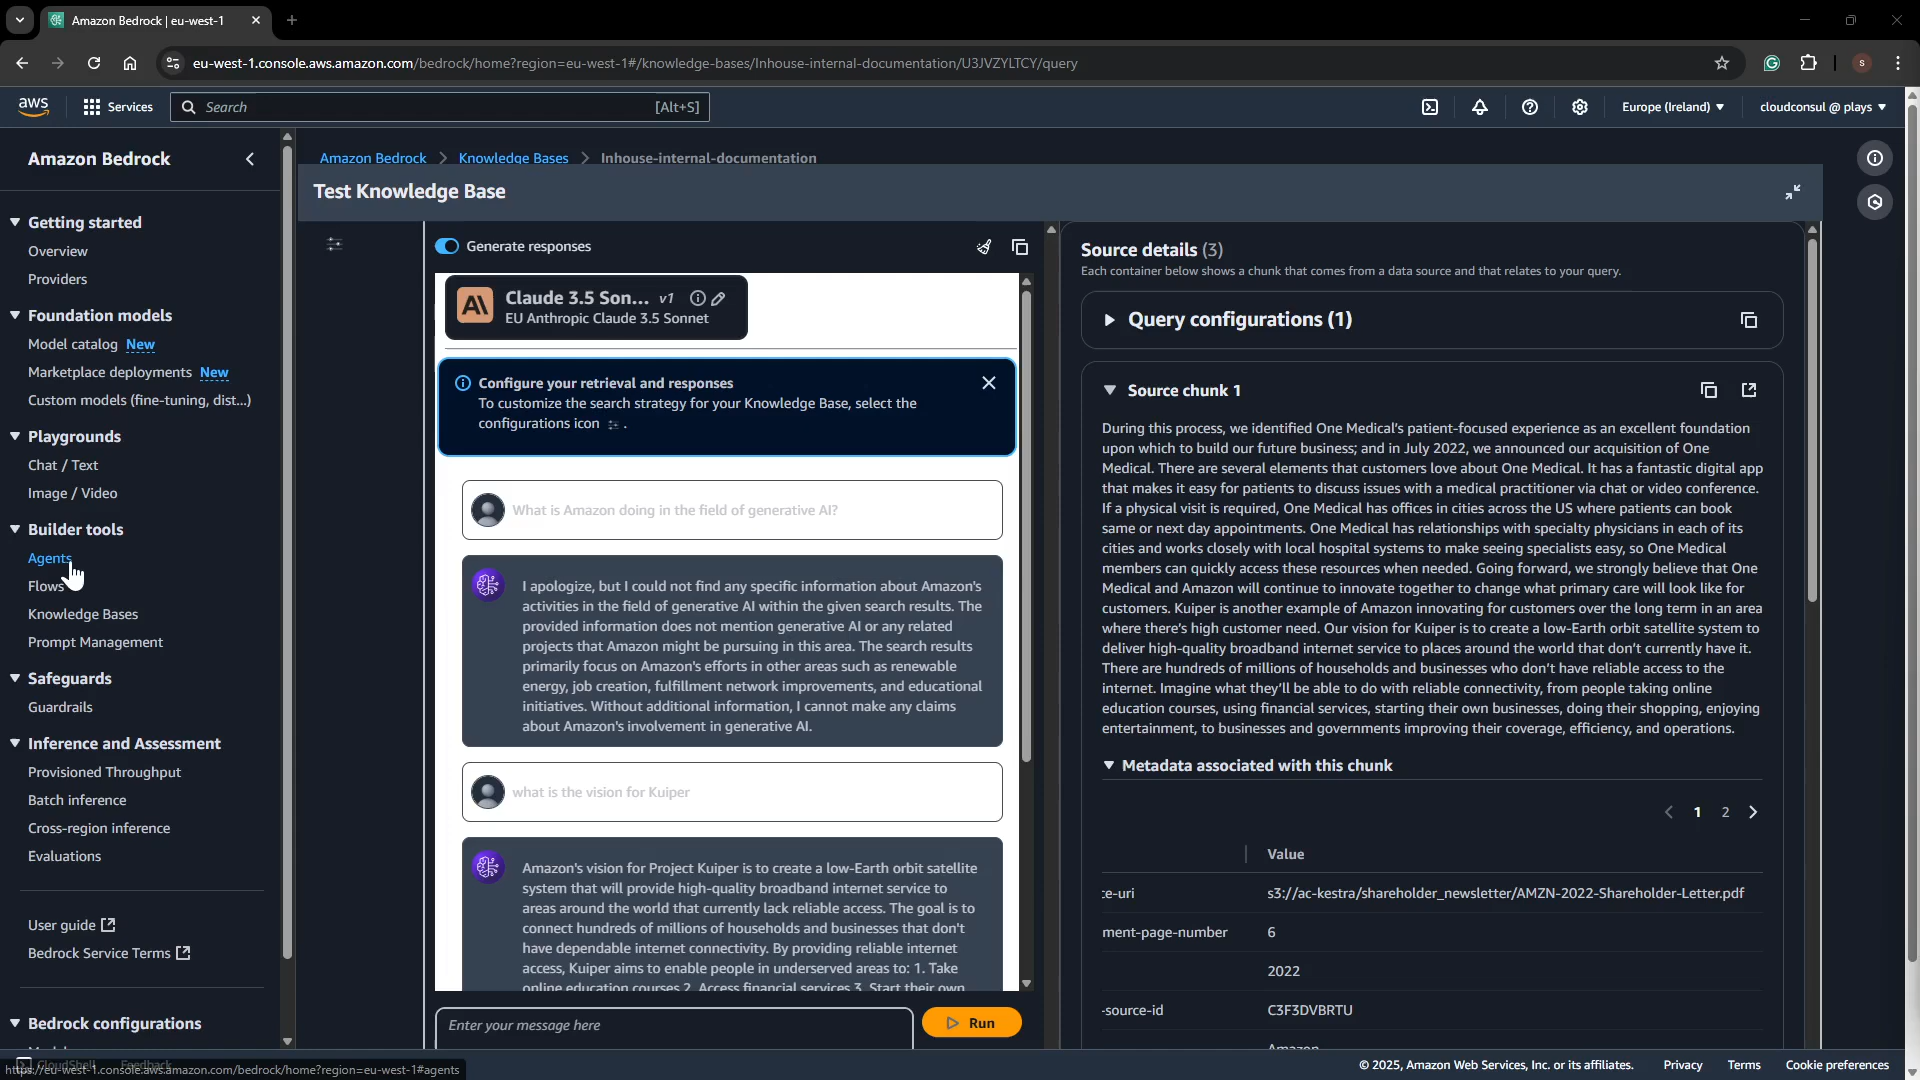 Amazon Bedrock | eu-west-1
eu-west-1.console.aws.amazon.com/bedrock/home?region=eu-west-1#/knowledge-bases/Inhouse-internal-documentation/U3JVZYLTCY/query
S
aws
Services
Search
[Alt+S]
Europe (Ireland)
cloudconsul @ plays
Amazon Bedrock
Getting started
Overview
Providers
Foundation models
Model catalog New
Marketplace deployments New
Custom models (fine-tuning, dist...)
Playgrounds
Chat / Text
Image / Video
Builder tools
Agents
Flows
Knowledge Bases
Prompt Management
Safeguards
Guardrails
Inference and Assessment
Provisioned Throughput
Batch inference
Cross-region inference
Evaluations
User guide
Bedrock Service Terms
Bedrock configurations
Amazon Bedrock
Knowledge Bases
Inhouse-internal-documentation
Test Knowledge Base
Generate responses
Claude 3.5 Son... v1
EU Anthropic Claude 3.5 Sonnet
Configure your retrieval and responses
To customize the search strategy for your Knowledge Base, select the
configurations icon .
What is Amazon doing in the field of generative AI?
I apologize, but I could not find any specific information about Amazon's
activities in the field of generative AI within the given search results. The
provided information does not mention generative AI or any related
projects that Amazon might be pursuing in this area. The search results
primarily focus on Amazon's efforts in other areas such as renewable
energy, job creation, fulfillment network improvements, and educational
initiatives. Without additional information, I cannot make any claims
about Amazon's involvement in generative AI.
what is the vision for Kuiper
Amazon's vision for Project Kuiper is to create a low-Earth orbit satellite
system that will provide high-quality broadband internet service to
areas around the world that currently lack reliable access. The goal is to
connect hundreds of millions of households and businesses that don't
have dependable internet connectivity. By providing reliable internet
access, Kuiper aims to enable people in underserved areas to: 1. Take
online education courses 2. Access financial services 3. Start their own
Enter your message here
Run
Source details (3)
Each container below shows a chunk that comes from a data source and that relates to your query.
Query configurations (1)
Source chunk 1
During this process, we identified One Medical's patient-focused experience as an excellent foundation
upon which to build our future business; and in July 2022, we announced our acquisition of One
Medical. There are several elements that customers love about One Medical. It has a fantastic digital app
that makes it easy for patients to discuss issues with a medical practitioner via chat or video conference.
If a physical visit is required, One Medical has offices in cities across the US where patients can book
same or next day appointments. One Medical has relationships with specialty physicians in each of its
cities and works closely with local hospital systems to make seeing specialists easy, so One Medical
members can quickly access these resources when needed. Going forward, we strongly believe that One
Medical and Amazon will continue to innovate together to change what primary care will look like for
customers. Kuiper is another example of Amazon innovating for customers over the long term in an area
where there's high customer need. Our vision for Kuiper is to create a low-Earth orbit satellite system to
deliver high-quality broadband internet service to places around the world that don't currently have it.
There are hundreds of millions of households and businesses who don't have reliable access to the
internet. Imagine what they'll be able to do with reliable connectivity, from people taking online
education courses, using financial services, starting their own businesses, doing their shopping, enjoying
entertainment, to businesses and governments improving their coverage, efficiency, and operations.
Metadata associated with this chunk
1 2
Value
ce-uri
s3://ac-kestra/shareholder_newsletter/AMZN-2022-Shareholder-Letter.pdf
ment-page-number
6
2022
-source-id
C3F3DVBRTU
Amazon
CloudShell Feedback
https://eu-west-1.console.aws.amazon.com/bedrock/home?region=eu-west-1#agents
© 2025, Amazon Web Services, Inc. or its affiliates.
Privacy
Terms
Cookie preferences